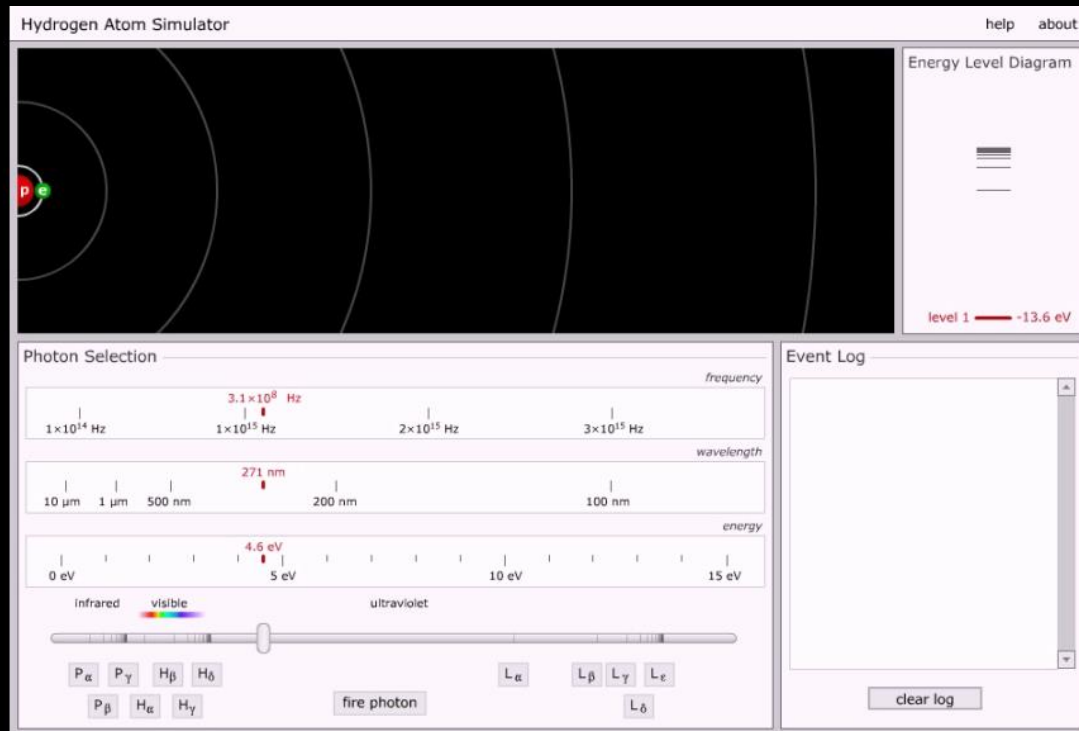 Hydrogen Atom Simulator help about
p e
Energy Level Diagram
level 1 -13.6 eV
Photon Selection
frequency
3.1×10⁸ Hz
1×10¹⁴ Hz 1×10¹⁵ Hz 2×10¹⁵ Hz 3×10¹⁵ Hz
wavelength
271 nm
10 µm 1 µm 500 nm 200 nm 100 nm
energy
4.6 eV
0 eV 5 eV 10 eV 15 eV
infrared visible ultraviolet
Pα Pγ Hβ Hδ Lα Lβ Lγ Lε
Pβ Hα Hγ fire photon Lδ
Event Log
clear log